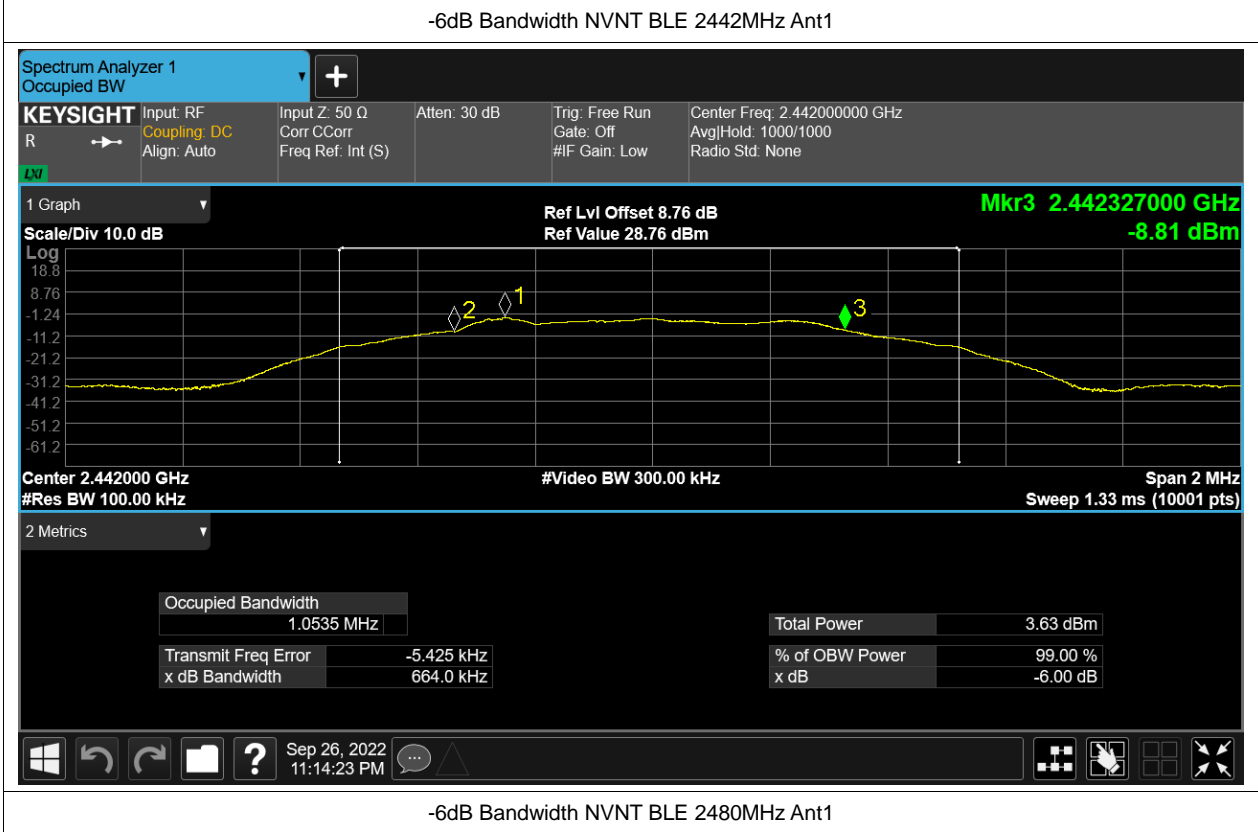 -6dB Bandwidth NVNT BLE 2442MHz Ant1
Spectrum Analyzer 1
Occupied BW
KEYSIGHT
R
LXI
Input: RF
Coupling: DC
Align: Auto
Input Z: 50 Ω
Corr CCorr
Freq Ref: Int (S)
Atten: 30 dB
Trig: Free Run
Gate: Off
#IF Gain: Low
Center Freq: 2.442000000 GHz
Avg|Hold: 1000/1000
Radio Std: None
1 Graph
Scale/Div 10.0 dB
Ref Lvl Offset 8.76 dB
Ref Value 28.76 dBm
Mkr3 2.442327000 GHz
-8.81 dBm
Log
18.8
8.76
-1.24
-11.2
-21.2
-31.2
-41.2
-51.2
-61.2
2
1
3
Center 2.442000 GHz
#Res BW 100.00 kHz
#Video BW 300.00 kHz
Span 2 MHz
Sweep 1.33 ms (10001 pts)
2 Metrics
Occupied Bandwidth
1.0535 MHz
Transmit Freq Error -5.425 kHz
x dB Bandwidth 664.0 kHz
Total Power 3.63 dBm
% of OBW Power 99.00 %
x dB -6.00 dB
?
Sep 26, 2022
11:14:23 PM
-6dB Bandwidth NVNT BLE 2480MHz Ant1